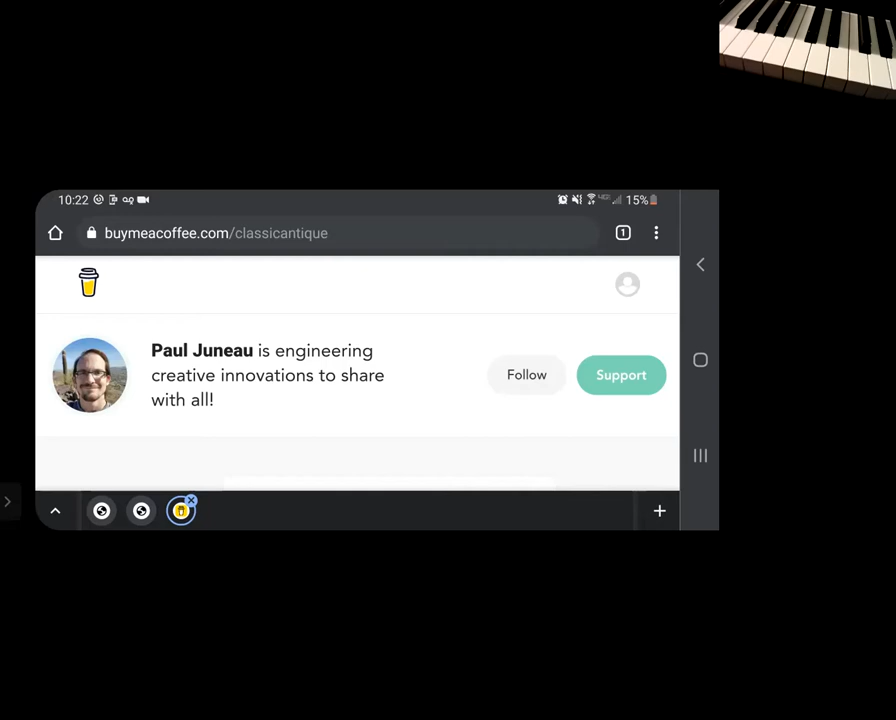 10:22
15%
buymeacoffee.com/classicantique
1
Paul Juneau is engineering
creative innovations to share
with all!
Follow
Support